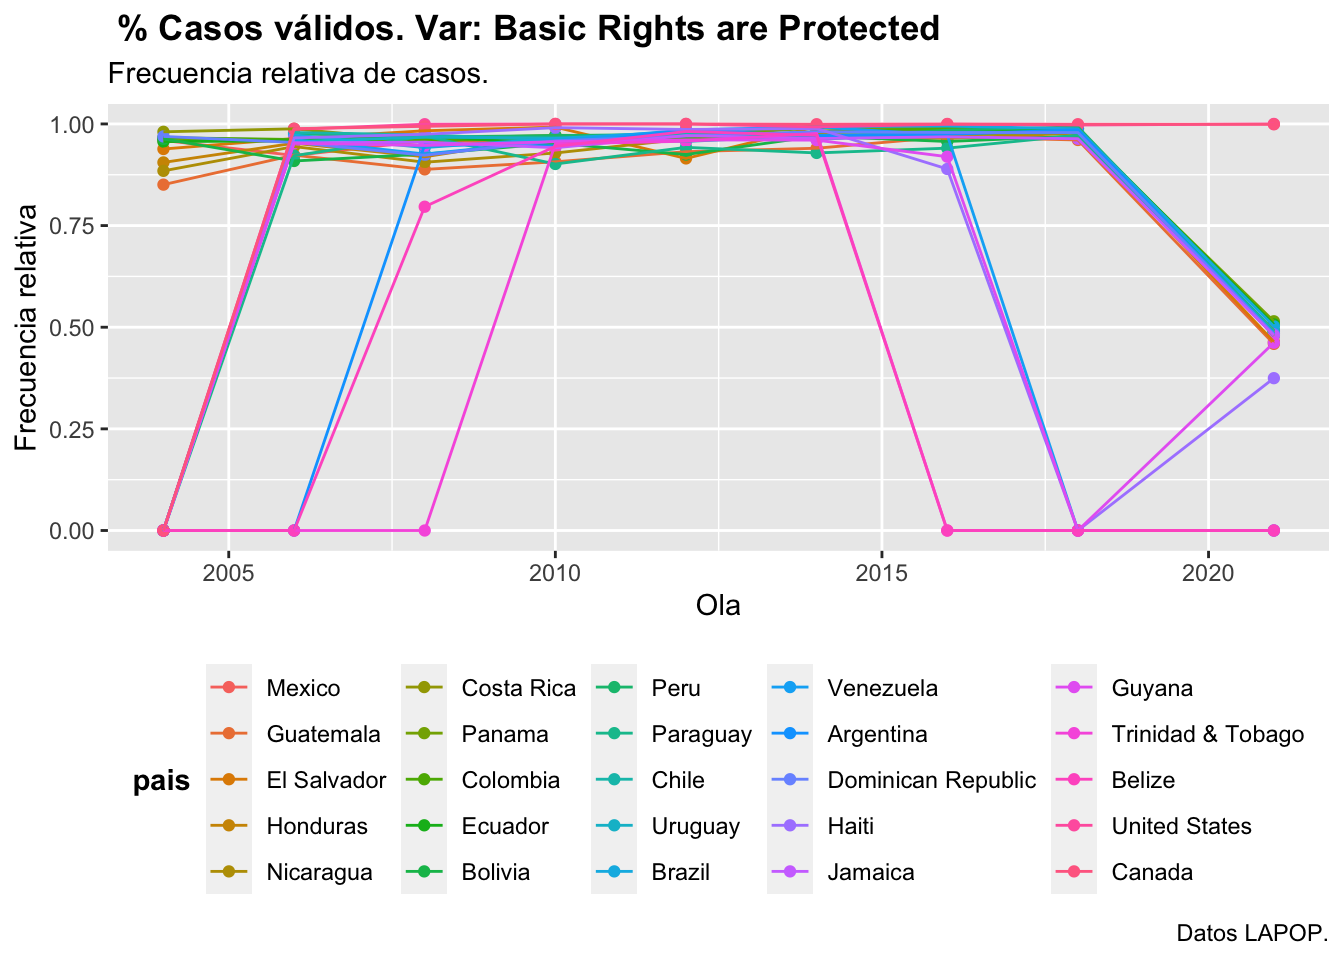 % Casos válidos. Var: Basic Rights are Protected
Frecuencia relativa de casos.
Frecuencia relativa
1.00
0.75
0.50
0.25
0.00
2005 2010 2015 2020
Ola
pais
Mexico Costa Rica Peru Venezuela Guyana
Guatemala Panama Paraguay Argentina Trinidad & Tobago
El Salvador Colombia Chile Dominican Republic Belize
Honduras Ecuador Uruguay Haiti United States
Nicaragua Bolivia Brazil Jamaica Canada
Datos LAPOP.